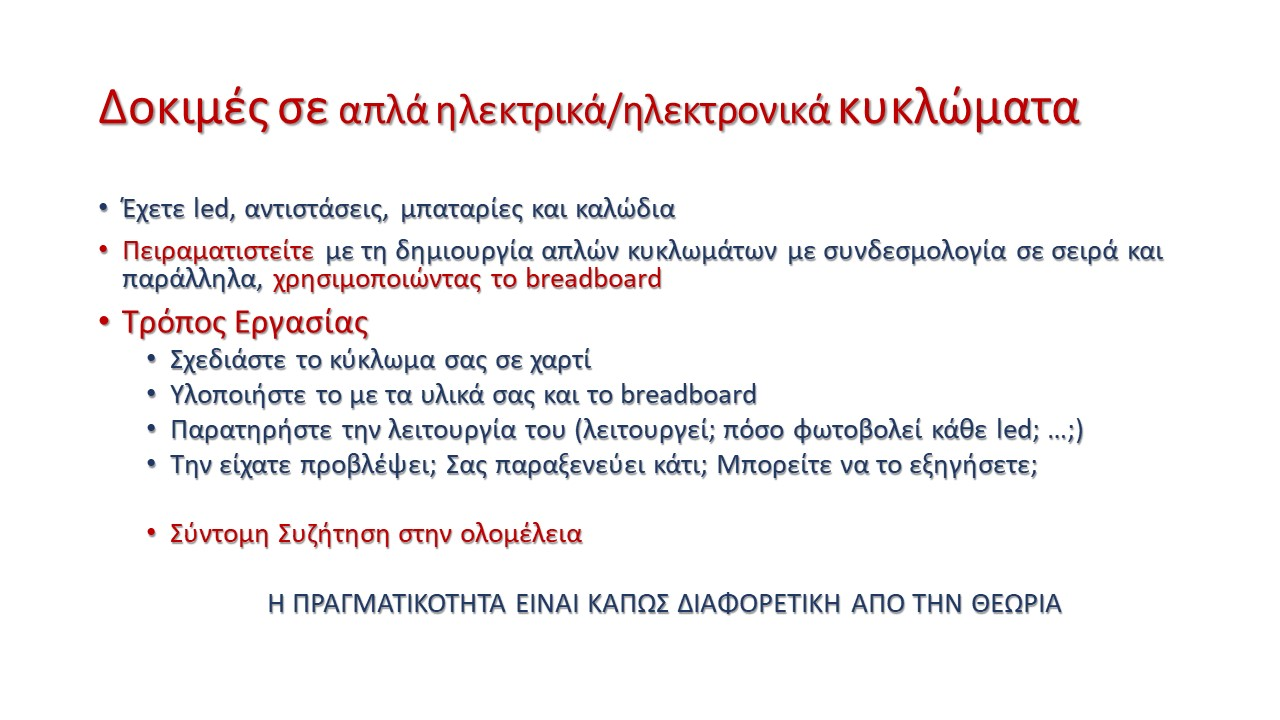 Δοκιμές σε απλά ηλεκτρικά/ηλεκτρονικά κυκλώματα
• Έχετε led, αντιστάσεις, μπαταρίες και καλώδια
• Πειραματιστείτε με τη δημιουργία απλών κυκλωμάτων με συνδεσμολογία σε σειρά και
παράλληλα, χρησιμοποιώντας το breadboard
• Τρόπος Εργασίας
• Σχεδιάστε το κύκλωμα σας σε χαρτί
• Υλοποιήστε το με τα υλικά σας και το breadboard
• Παρατηρήστε την λειτουργία του (λειτουργεί; πόσο φωτοβολεί κάθε led; …;)
• Την είχατε προβλέψει; Σας παραξενεύει κάτι; Μπορείτε να το εξηγήσετε;
• Σύντομη Συζήτηση στην ολομέλεια
Η ΠΡΑΓΜΑΤΙΚΟΤΗΤΑ ΕΙΝΑΙ ΚΑΠΩΣ ΔΙΑΦΟΡΕΤΙΚΗ ΑΠΟ ΤΗΝ ΘΕΩΡΙΑ